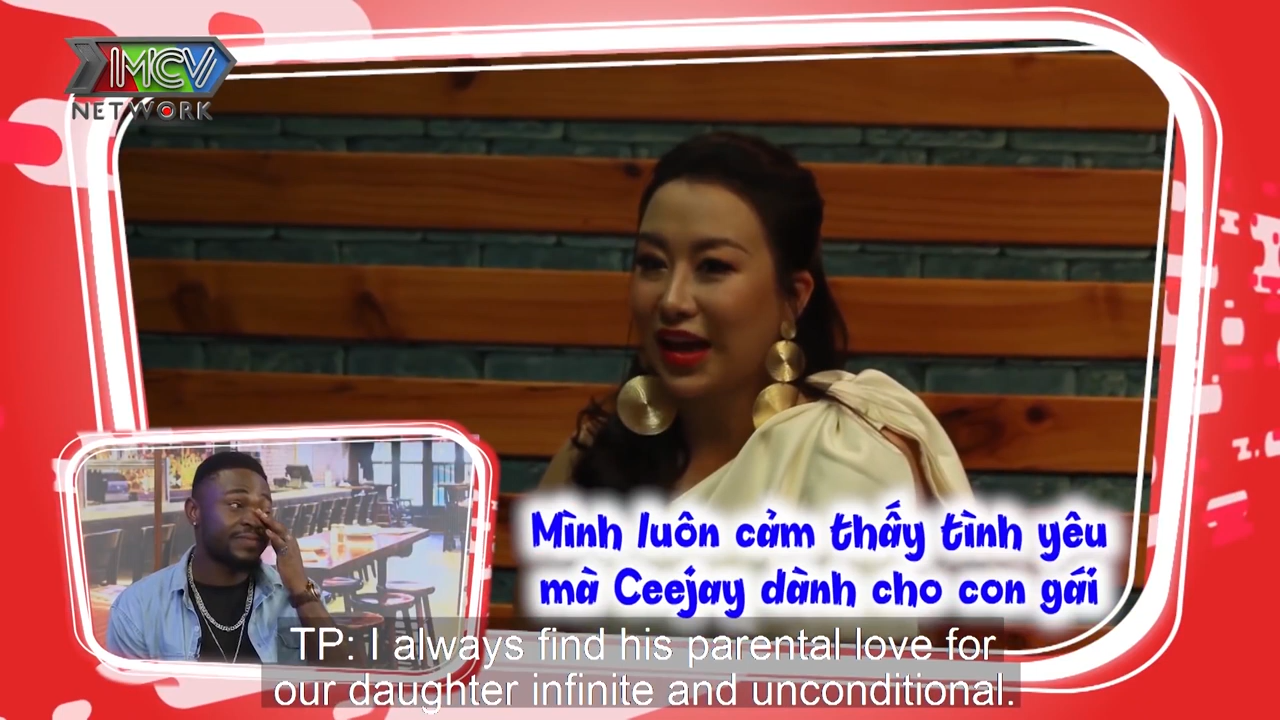 MCV
NETWORK
Mình luôn cảm thấy tình yêu
mà Ceejay dành cho con gái
TP: I always find his parental love for
our daughter infinite and unconditional.